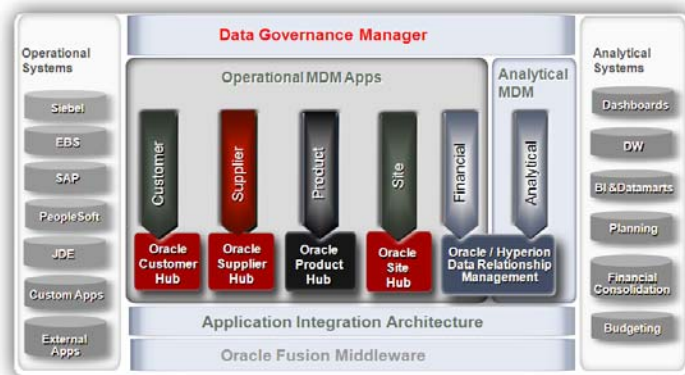 Data Governance Manager
Operational
Systems
Siebel
EBS
SAP
PeopleSoft
JDE
Custom Apps
External
Apps
Operational MDM Apps
Analytical
MDM
Customer
Supplier
Product
Site
Financial
Analytical
Oracle
Customer
Hub
Oracle
Supplier
Hub
Oracle
Product
Hub
Oracle
Site
Hub
Oracle / Hyperion
Data Relationship
Management
Application Integration Architecture
Oracle Fusion Middleware
Analytical
Systems
Dashboards
DW
BI &Datamarts
Planning
Financial
Consolidation
Budgeting